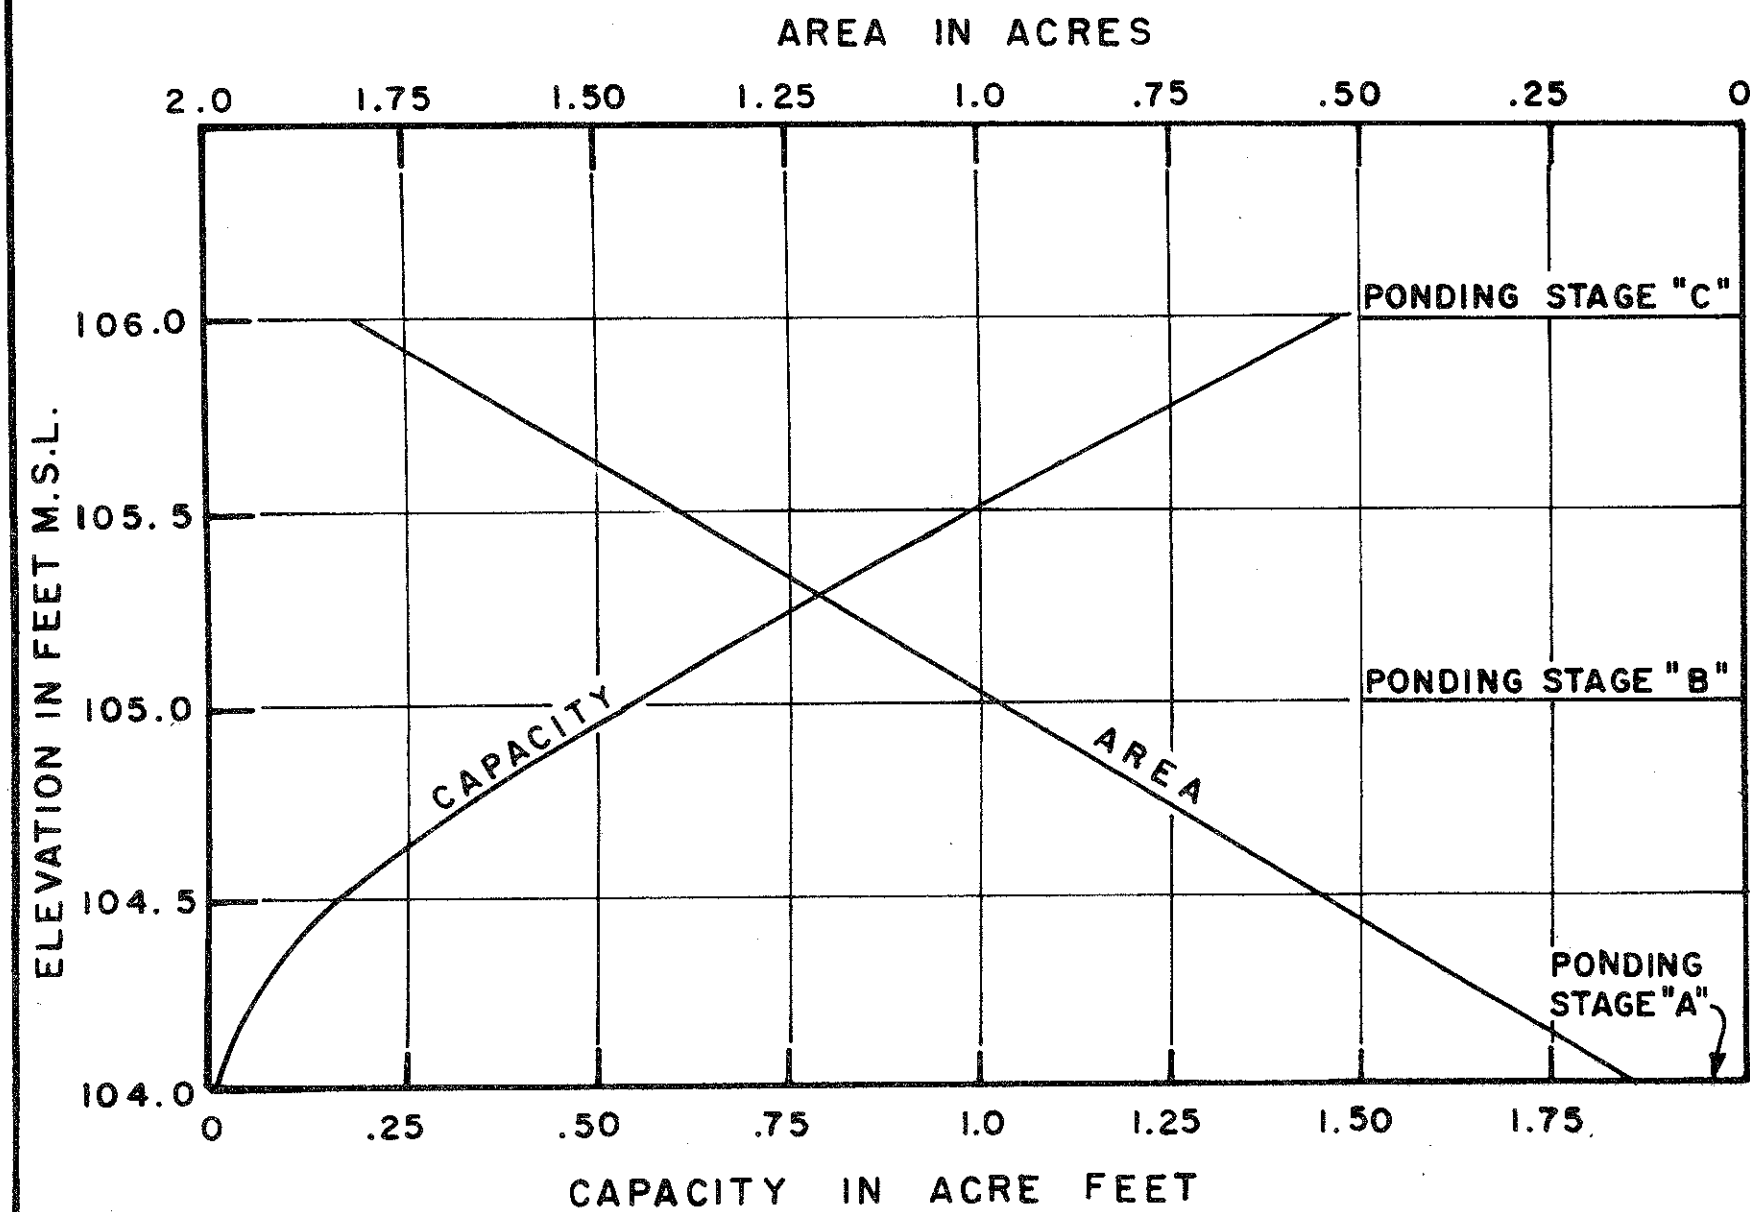 AREA IN ACRES
2.0 1.75 1.50 1.25 1.0 .75 .50 .25 0
PONDING STAGE "C"
106.0
ELEVATION IN FEET M.S.L.
105.5
PONDING STAGE "B"
105.0
CAPACITY
AREA
104.5
PONDING
STAGE "A"
104.0
0 .25 .50 .75 1.0 1.25 1.50 1.75
CAPACITY IN ACRE FEET